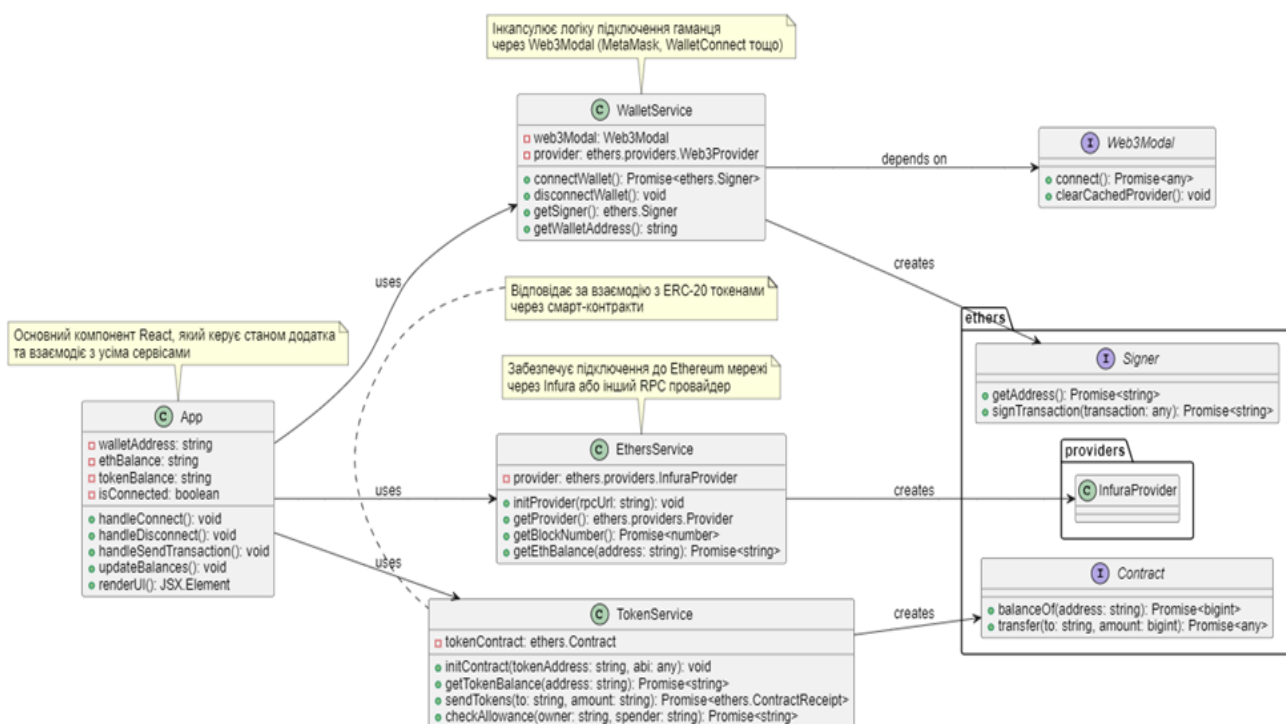 Інкапсулює логіку підключення гаманця
через Web3Modal (MetaMask, WalletConnect тощо)
C WalletService
web3Modal: Web3Modal
provider: ethers.providers.Web3Provider
connectWallet(): Promise<ethers.Signer>
disconnectWallet(): void
getSigner(): ethers.Signer
getWalletAddress(): string
depends on
I Web3Modal
connect(): Promise<any>
clearCachedProvider(): void
creates
uses
Відповідає за взаємодію з ERC-20 токенами
через смарт-контракти
Основний компонент React, який керує станом додатка
та взаємодіє з усіма сервісами
Забезпечує підключення до Ethereum мережі
через Infura або інший RPC провайдер
C App
walletAddress: string
ethBalance: string
tokenBalance: string
isConnected: boolean
handleConnect(): void
handleDisconnect(): void
handleSendTransaction(): void
updateBalances(): void
renderUI(): JSX.Element
uses
C EthersService
provider: ethers.providers.InfuraProvider
initProvider(rpcUrl: string): void
getProvider(): ethers.providers.Provider
getBlockNumber(): Promise<number>
getEthBalance(address: string): Promise<string>
creates
ethers
I Signer
getAddress(): Promise<string>
signTransaction(transaction: any): Promise<string>
providers
C InfuraProvider
I Contract
balanceOf(address: string): Promise<bigint>
transfer(to: string, amount: bigint): Promise<any>
uses
C TokenService
tokenContract: ethers.Contract
initContract(tokenAddress: string, abi: any): void
getTokenBalance(address: string): Promise<string>
sendTokens(to: string, amount: string): Promise<ethers.ContractReceipt>
checkAllowance(owner: string, spender: string): Promise<string>
creates